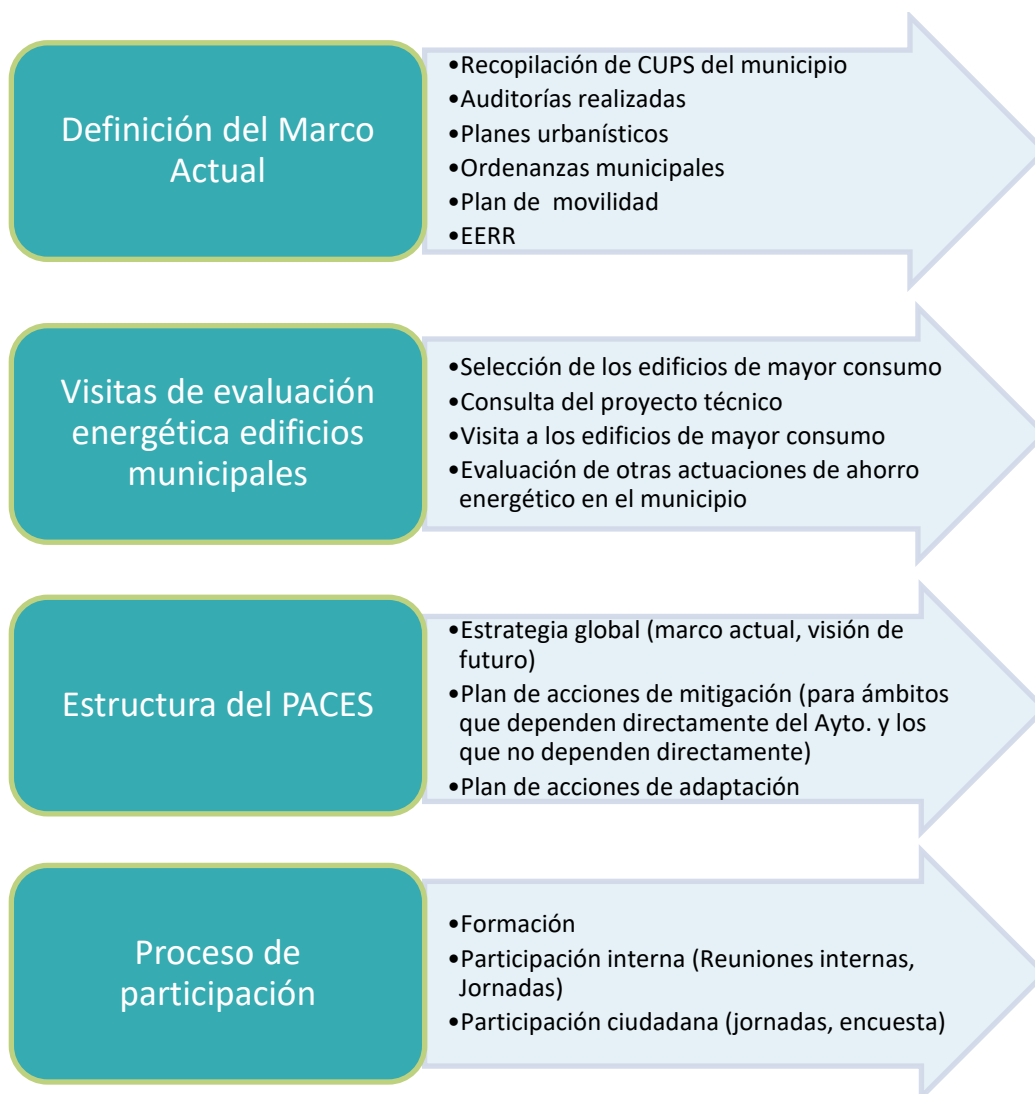 Definición del Marco
Actual
•Recopilación de CUPS del municipio
•Auditorías realizadas
•Planes urbanísticos
•Ordenanzas municipales
•Plan de movilidad
•EERR
Visitas de evaluación
energética edificios
municipales
•Selección de los edificios de mayor consumo
•Consulta del proyecto técnico
•Visita a los edificios de mayor consumo
•Evaluación de otras actuaciones de ahorro
energético en el municipio
Estructura del PACES
•Estrategia global (marco actual, visión de
futuro)
•Plan de acciones de mitigación (para ámbitos
que dependen directamente del Ayto. y los
que no dependen directamente)
•Plan de acciones de adaptación
Proceso de
participación
•Formación
•Participación interna (Reuniones internas,
Jornadas)
•Participación ciudadana (jornadas, encuesta)